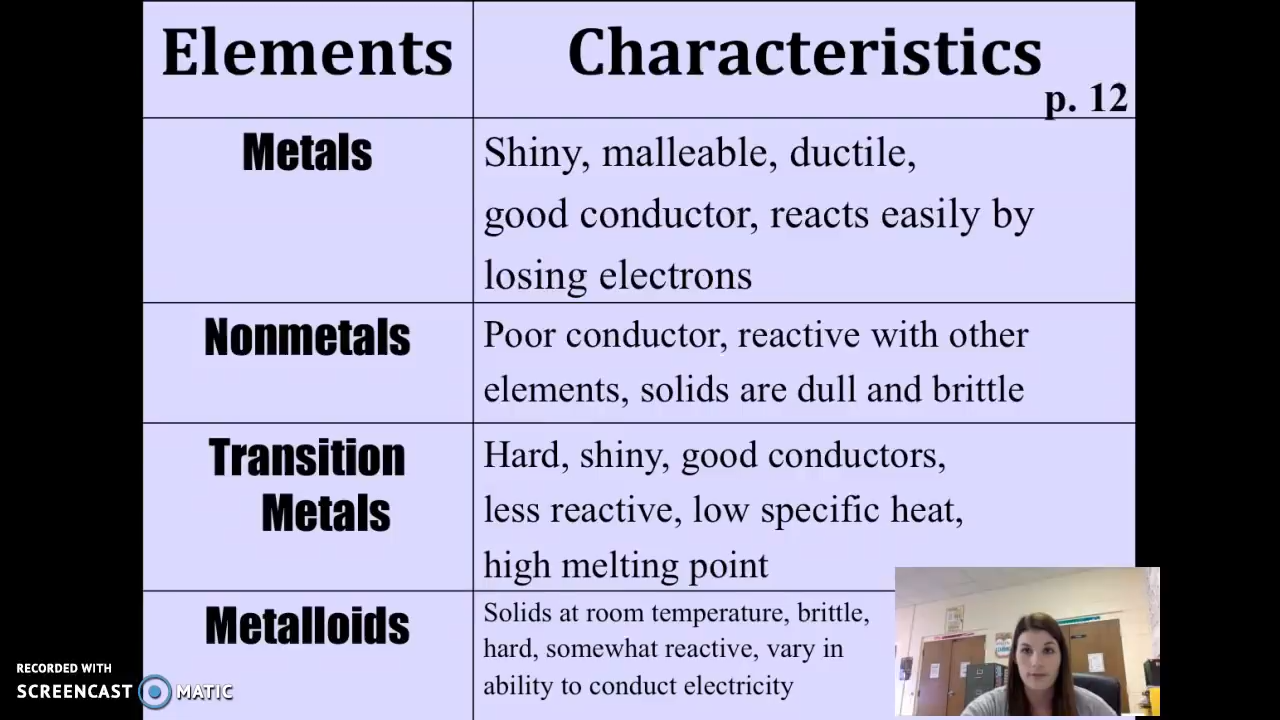 Elements
Characteristics
p. 12
Metals
Shiny, malleable, ductile,
good conductor, reacts easily by
losing electrons
Nonmetals
Poor conductor, reactive with other
elements, solids are dull and brittle
Transition
Metals
Hard, shiny, good conductors,
less reactive, low specific heat,
high melting point
Metalloids
Solids at room temperature, brittle,
hard, somewhat reactive, vary in
ability to conduct electricity
RECORDED WITH
SCREENCAST MATIC